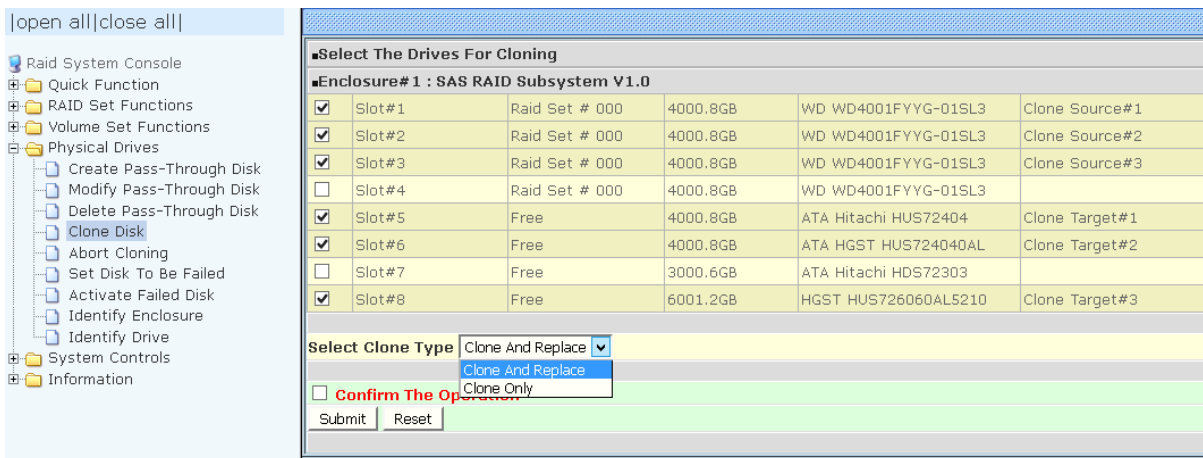 |open all|close all|
Raid System Console
Quick Function
RAID Set Functions
Volume Set Functions
Physical Drives
Create Pass-Through Disk
Modify Pass-Through Disk
Delete Pass-Through Disk
Clone Disk
Abort Cloning
Set Disk To Be Failed
Activate Failed Disk
Identify Enclosure
Identify Drive
System Controls
Information
Select The Drives For Cloning
Enclosure#1 : SAS RAID Subsystem V1.0
Slot#1 Raid Set # 000 4000.8GB WD WD4001FYYG-01SL3 Clone Source#1
Slot#2 Raid Set # 000 4000.8GB WD WD4001FYYG-01SL3 Clone Source#2
Slot#3 Raid Set # 000 4000.8GB WD WD4001FYYG-01SL3 Clone Source#3
Slot#4 Raid Set # 000 4000.8GB WD WD4001FYYG-01SL3
Slot#5 Free 4000.8GB ATA Hitachi HUS72404 Clone Target#1
Slot#6 Free 4000.8GB ATA HGST HUS724040AL Clone Target#2
Slot#7 Free 3000.6GB ATA Hitachi HDS72303
Slot#8 Free 6001.2GB HGST HUS726060AL5210 Clone Target#3
Select Clone Type Clone And Replace
Clone And Replace
Clone Only
Confirm The Operation
Submit Reset